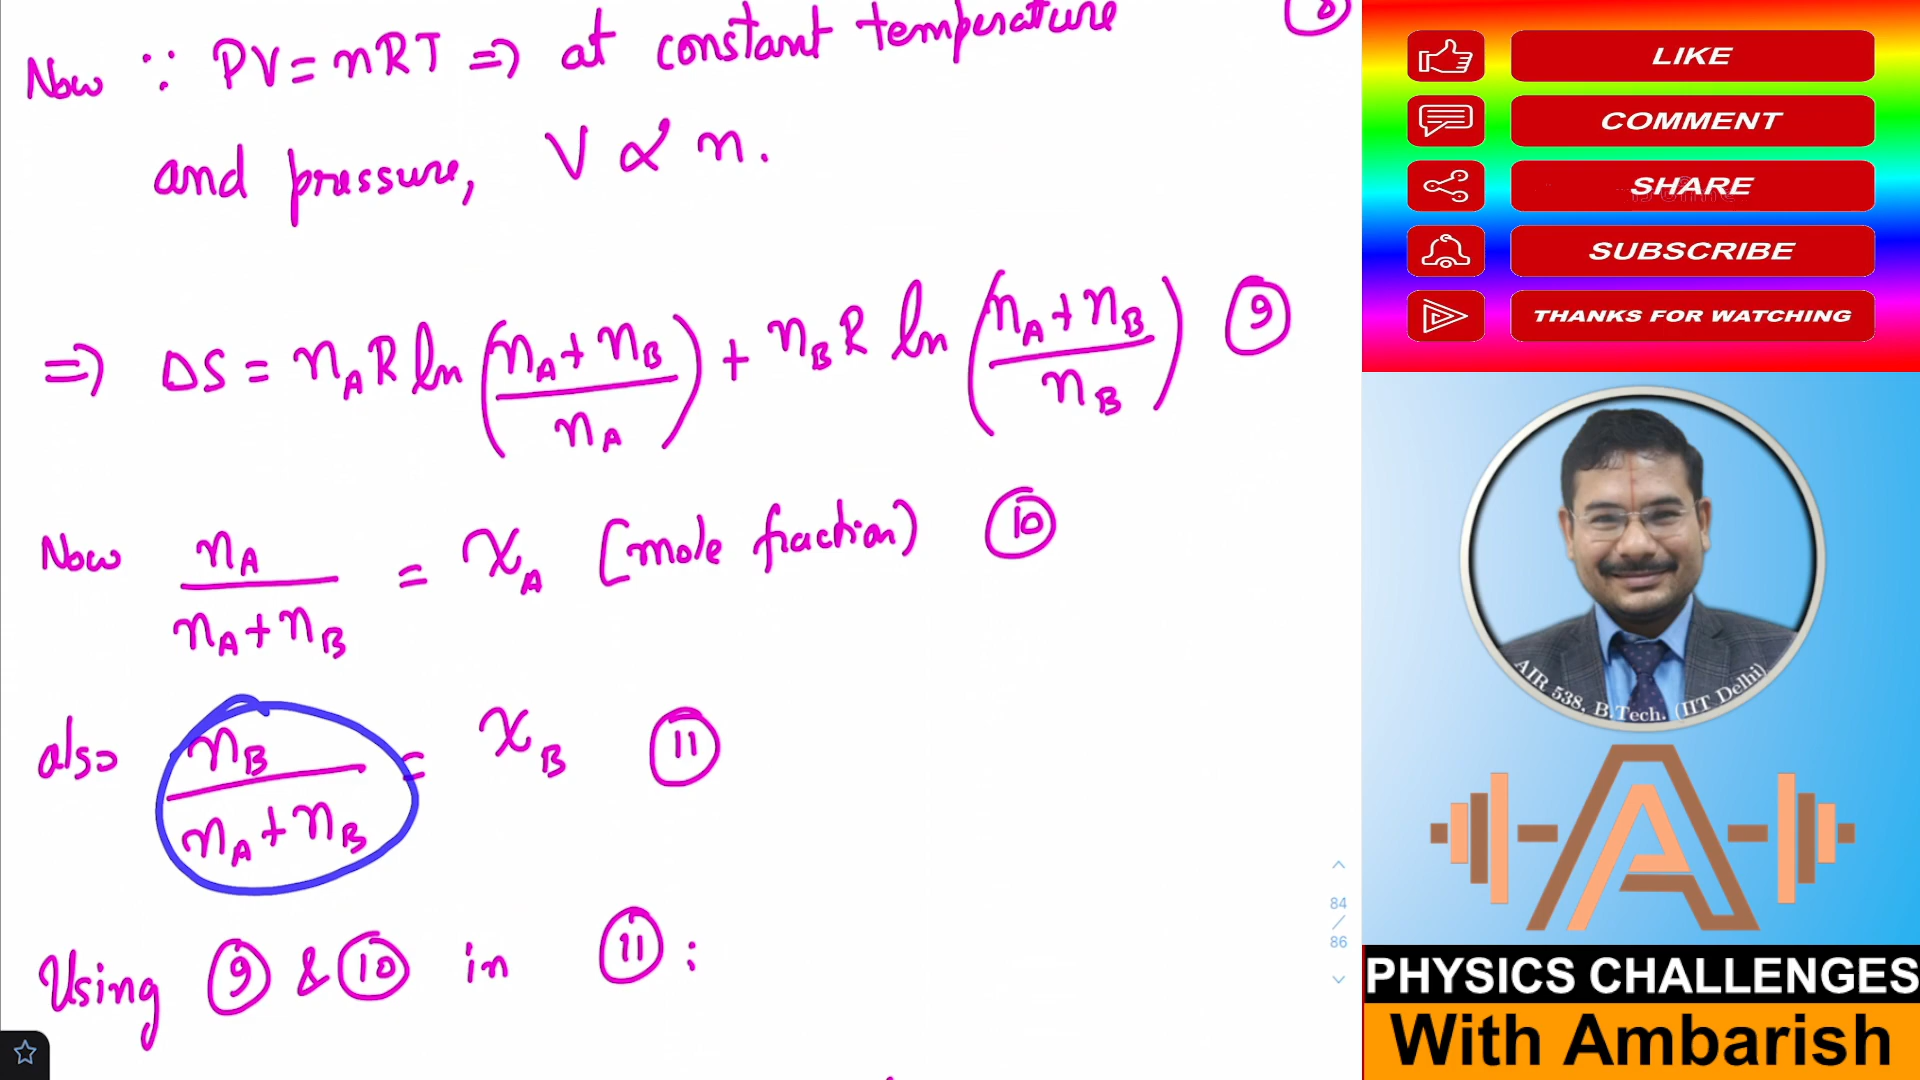 Now ∵ PV = nRT => at constant temperature
and pressure, V ∝ n.
=> ΔS = n_A R ln ((n_A + n_B)/n_A) + n_B R ln ((n_A + n_B)/n_B) ⑨
Now n_A/(n_A + n_B) = x_A (mole fraction) ⑩
also n_B/(n_A + n_B) = x_B ⑪
Using ⑨ & ⑩ in ⑪ :
84
/
86
LIKE
COMMENT
SHARE
SUBSCRIBE
THANKS FOR WATCHING
AIR 538, B.Tech. (IIT Delhi)
A
PHYSICS CHALLENGES
With Ambarish